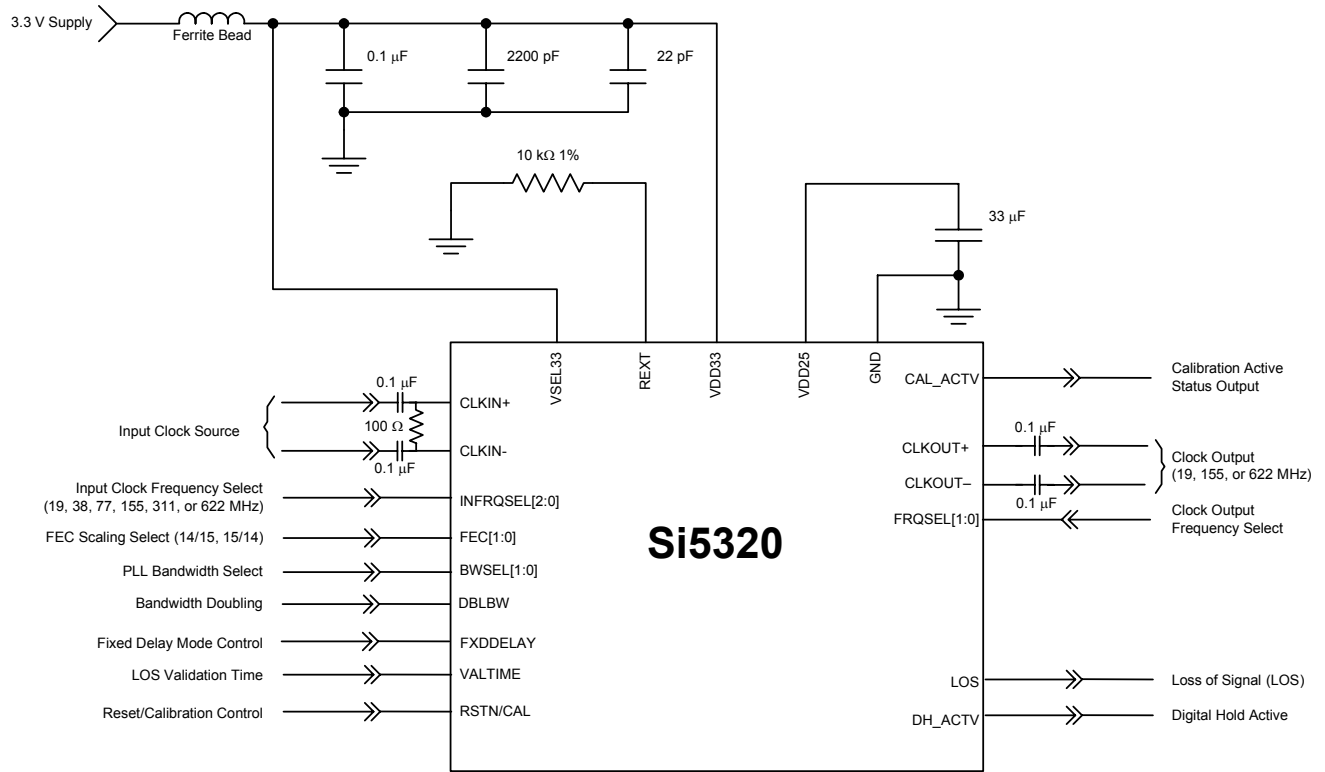 3.3 V Supply
Ferrite Bead
0.1 μF
2200 pF
22 pF
10 kΩ 1%
33 μF
VSEL33
REXT
VDD33
VDD25
GND
Input Clock Source
0.1 μF
100 Ω
0.1 μF
CLKIN+
CLKIN-
Input Clock Frequency Select
(19, 38, 77, 155, 311, or 622 MHz)
INFRQSEL[2:0]
FEC Scaling Select (14/15, 15/14)
FEC[1:0]
PLL Bandwidth Select
BWSEL[1:0]
Bandwidth Doubling
DBLBW
Fixed Delay Mode Control
FXDDELAY
LOS Validation Time
VALTIME
Reset/Calibration Control
RSTN/CAL
Si5320
CAL_ACTV
Calibration Active
Status Output
CLKOUT+
0.1 μF
CLKOUT–
0.1 μF
Clock Output
(19, 155, or 622 MHz)
FRQSEL[1:0]
Clock Output
Frequency Select
LOS
Loss of Signal (LOS)
DH_ACTV
Digital Hold Active